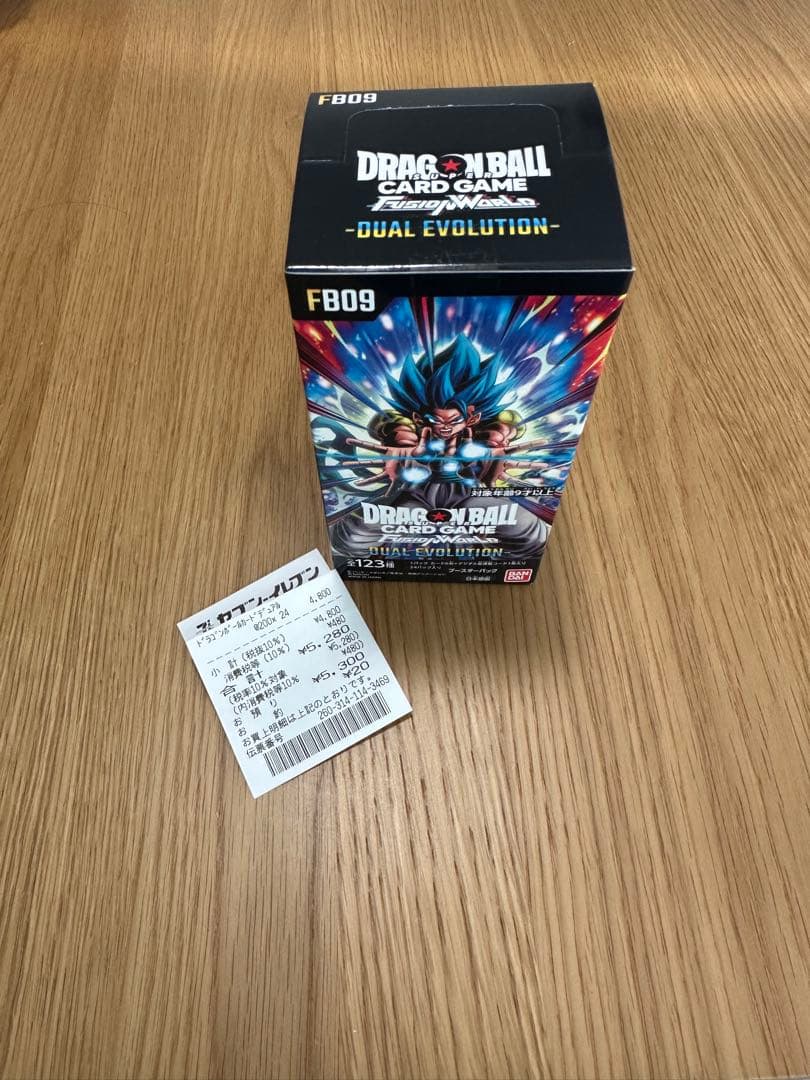 FB09
DRAGON BALL
SUPER
CARD GAME
FUSION WORLD
-DUAL EVOLUTION-
FB09
対象年齢9才以上
DRAGON BALL
SUPER
CARD GAME
FUSION WORLD
-DUAL EVOLUTION-
全123種
ブースターパック
BANDAI
日本語版
セブン-イレブン
ドラゴンボールカードデュアル
@200x 24 4,800
小 計(税抜10%) ¥4,800
消費税等(10%) ¥480
合 計 ¥5,280
(税率10%対象 ¥5,280)
(内消費税等10% ¥480)
お 預 り ¥5,300
お 釣 ¥20
お買上明細は上記のとおりです。
伝票番号 260-314-114-3469